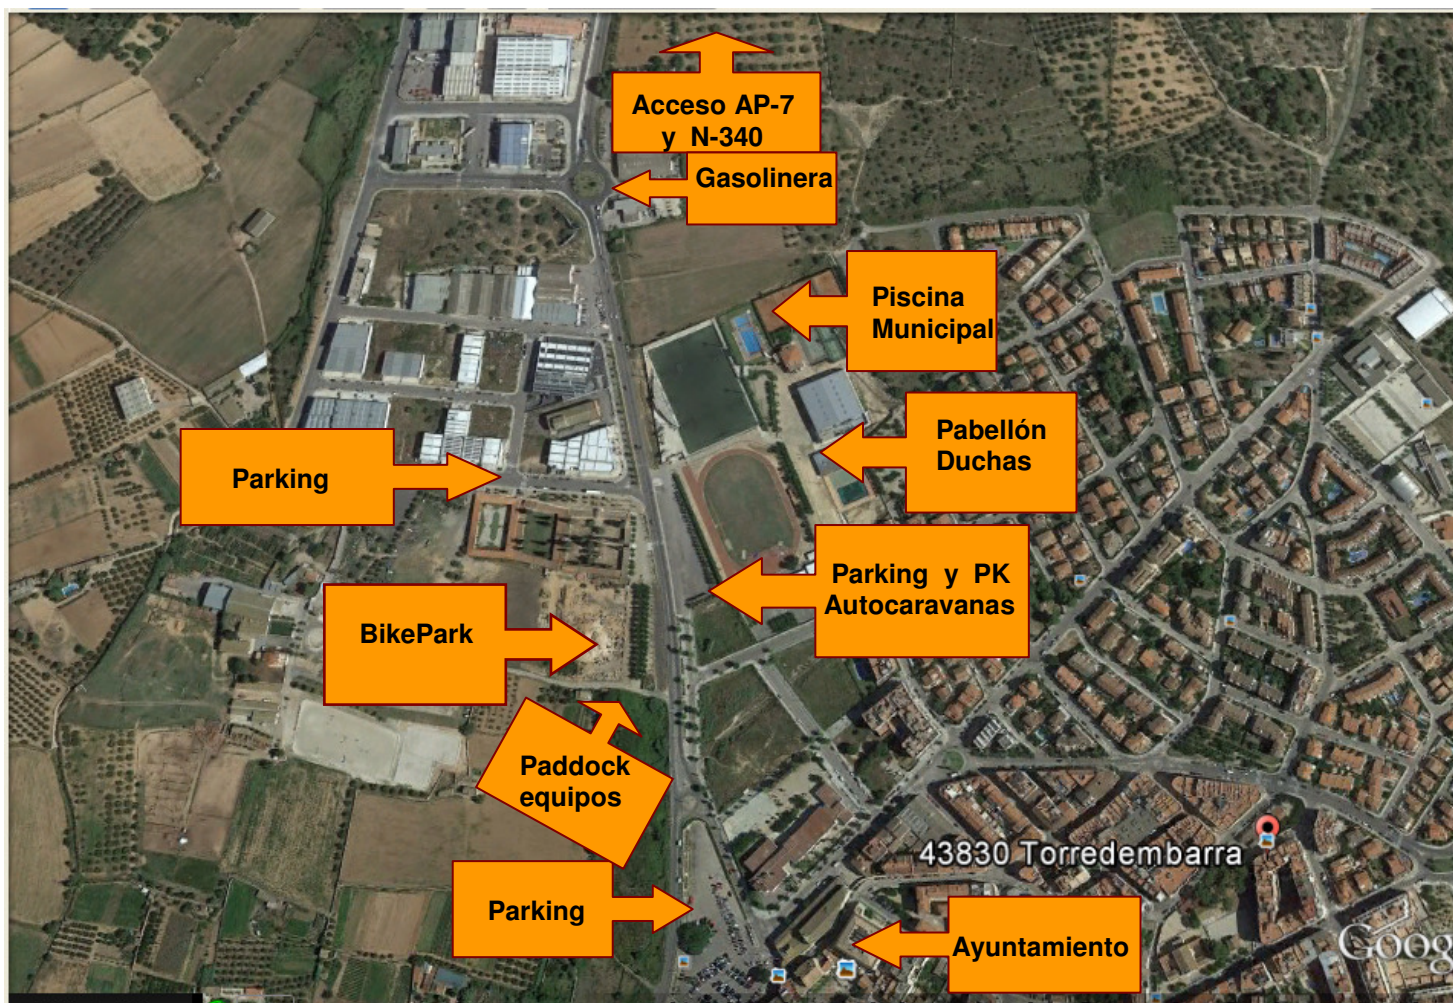 Acceso AP-7
y N-340
Gasolinera
Piscina
Municipal
Pabellón
Duchas
Parking
Parking y PK
Autocaravanas
BikePark
Paddock
equipos
43830 Torredembarra
Parking
Ayuntamiento
Goog